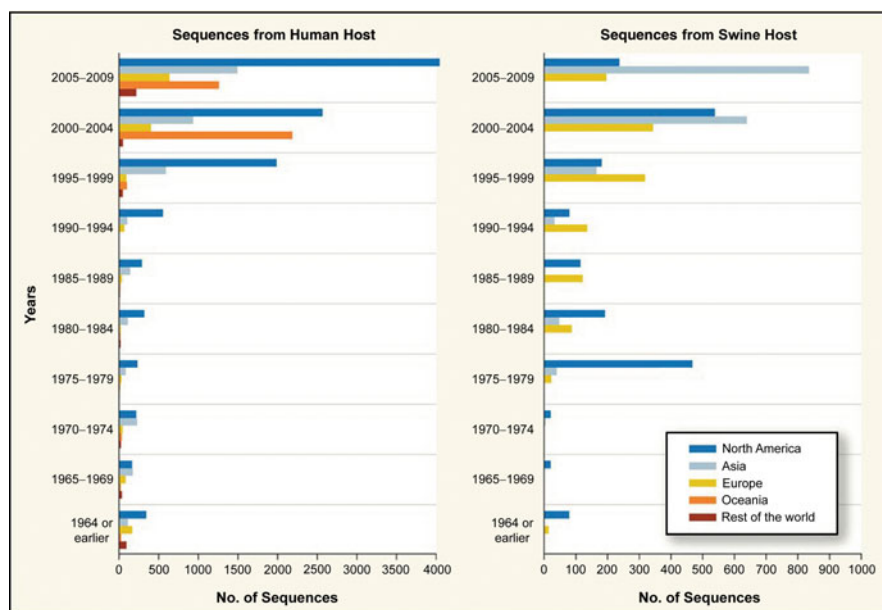 Sequences from Human Host
Sequences from Swine Host
Years
2005–2009
2000–2004
1995–1999
1990–1994
1985–1989
1980–1984
1975–1979
1970–1974
1965–1969
1964 or
earlier
0 500 1000 1500 2000 2500 3000 3500 4000
No. of Sequences
2005–2009
2000–2004
1995–1999
1990–1994
1985–1989
1980–1984
1975–1979
1970–1974
1965–1969
1964 or
earlier
0 100 200 300 400 500 600 700 800 900 1000
No. of Sequences
North America
Asia
Europe
Oceania
Rest of the world